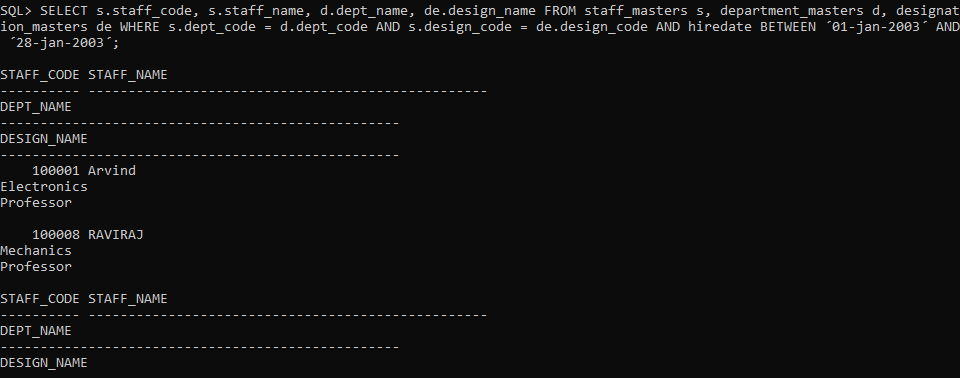 SQL> SELECT s.staff_code, s.staff_name, d.dept_name, de.design_name FROM staff_masters s, department_masters d, designat
ion_masters de WHERE s.dept_code = d.dept_code AND s.design_code = de.design_code AND hiredate BETWEEN ´01-jan-2003´ AND
 ´28-jan-2003´;

STAFF_CODE STAFF_NAME
---------- --------------------------------------------------
DEPT_NAME
--------------------------------------------------
DESIGN_NAME
--------------------------------------------------
    100001 Arvind
Electronics
Professor

    100008 RAVIRAJ
Mechanics
Professor

STAFF_CODE STAFF_NAME
---------- --------------------------------------------------
DEPT_NAME
--------------------------------------------------
DESIGN_NAME